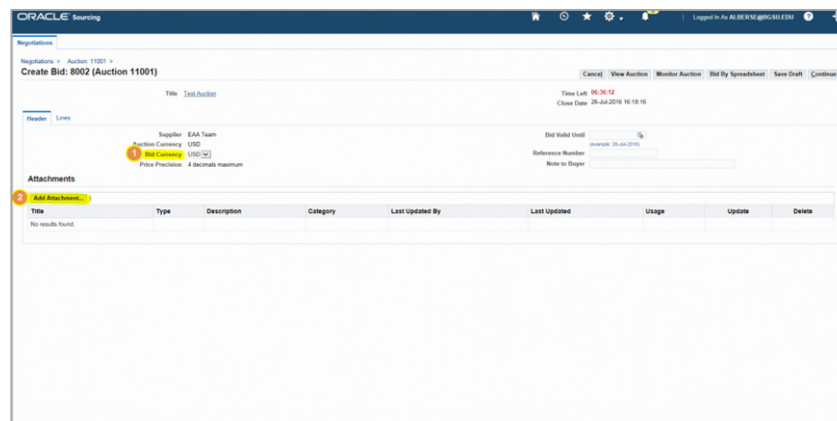 ORACLE Sourcing
Logged In As ALBERSE@BGSU.EDU ?
Negotiations
Negotiations > Auction: 11001 >
Create Bid: 8002 (Auction 11001)
Cancel View Auction Monitor Auction Bid By Spreadsheet Save Draft Continue
Title Test Auction
Time Left 06:36:12
Close Date 26-Jul-2016 16:18:16
Header Lines
Supplier EAA Team
Auction Currency USD
1 Bid Currency USD
Price Precision 4 decimals maximum
Bid Valid Until
(example: 26-Jul-2016)
Reference Number
Note to Buyer
Attachments
2 Add Attachment...
Title Type Description Category Last Updated By Last Updated Usage Update Delete
No results found.